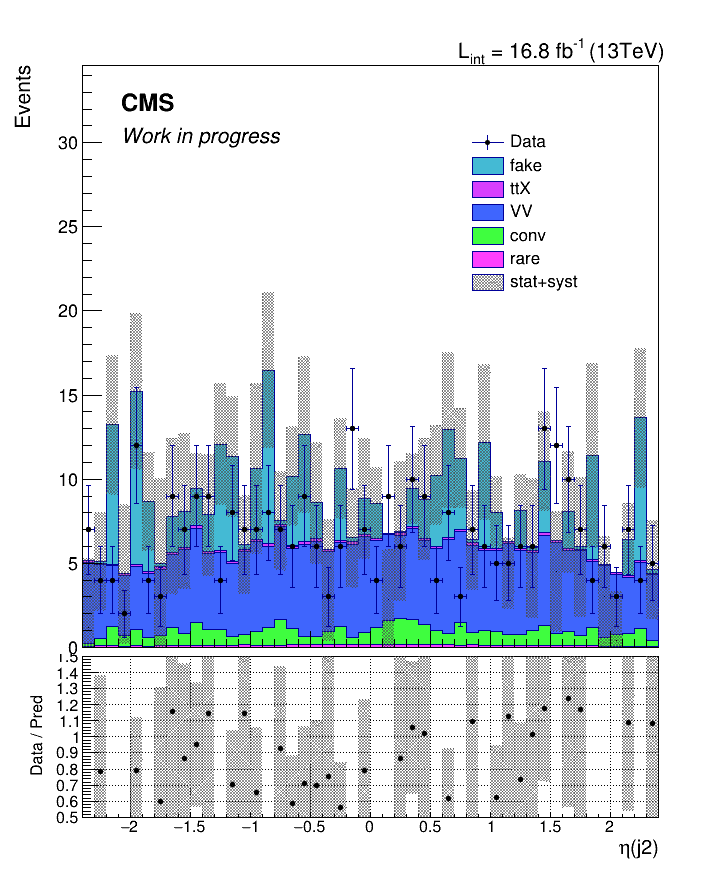 L_int = 16.8 fb^-1 (13TeV)
Events
CMS
Work in progress
Data
fake
ttX
VV
conv
rare
stat+syst
30
25
20
15
10
5
0
1.5
1.4
1.3
1.2
1.1
1
0.9
0.8
0.7
0.6
0.5
Data / Pred
−2 −1.5 −1 −0.5 0 0.5 1 1.5 2
η(j2)